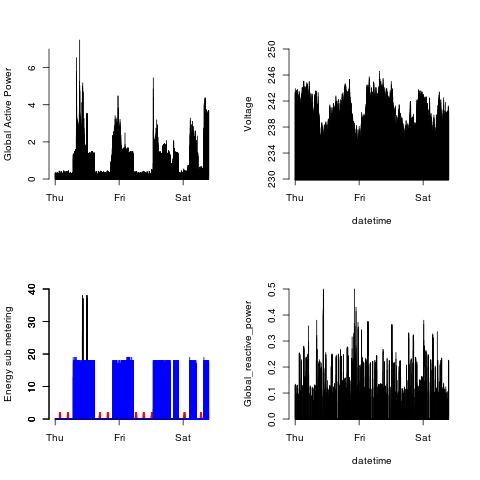 Global Active Power
6
4
2
0
Thu Fri Sat
Voltage
250
246
242
238
234
230
Thu Fri Sat
datetime
Energy sub metering
40
30
20
10
0
Thu Fri Sat
Global_reactive_power
0.5
0.4
0.3
0.2
0.1
0.0
Thu Fri Sat
datetime